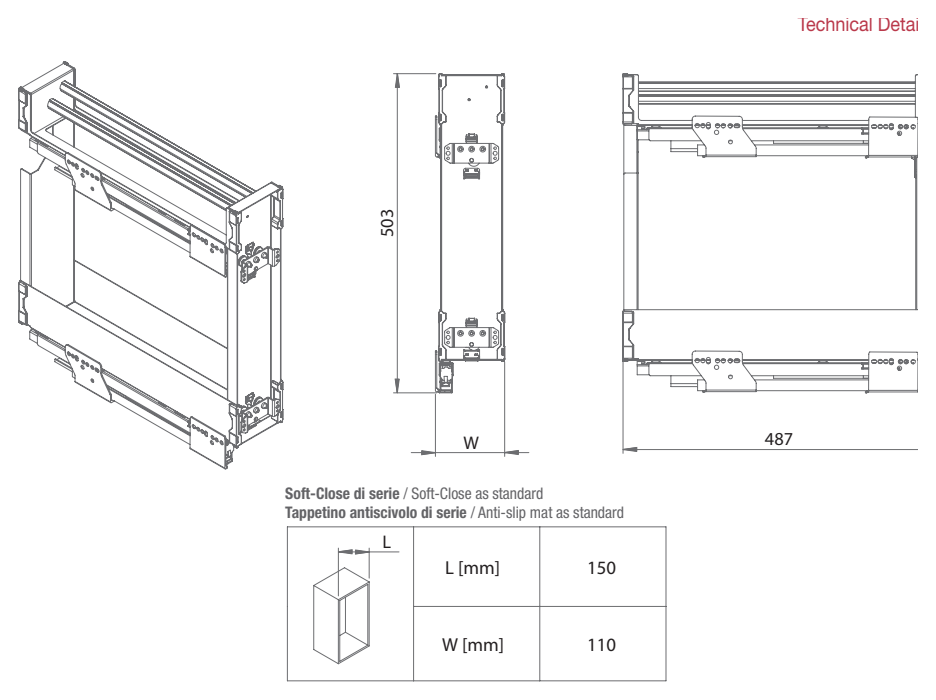 Technical Detai
503
W
487
Soft-Close di serie / Soft-Close as standard
Tappetino antiscivolo di serie / Anti-slip mat as standard
L
L [mm] 150
W [mm] 110